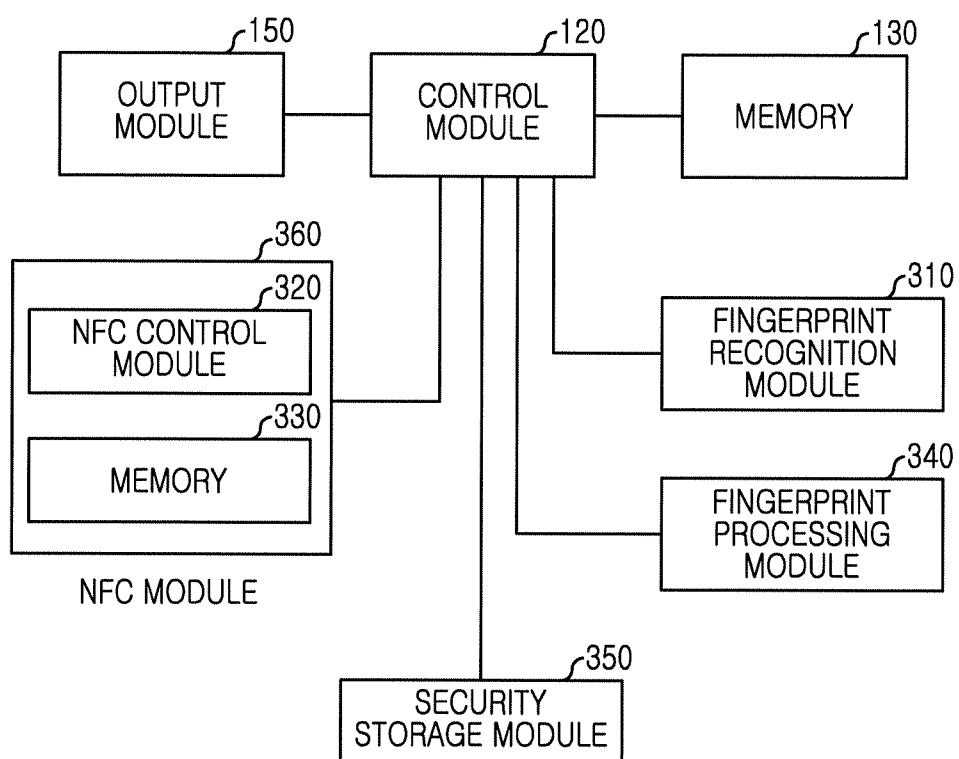 150
120
130
OUTPUT
MODULE
CONTROL
MODULE
MEMORY
360
320
NFC CONTROL
MODULE
330
MEMORY
NFC MODULE
310
FINGERPRINT
RECOGNITION
MODULE
340
FINGERPRINT
PROCESSING
MODULE
350
SECURITY
STORAGE MODULE